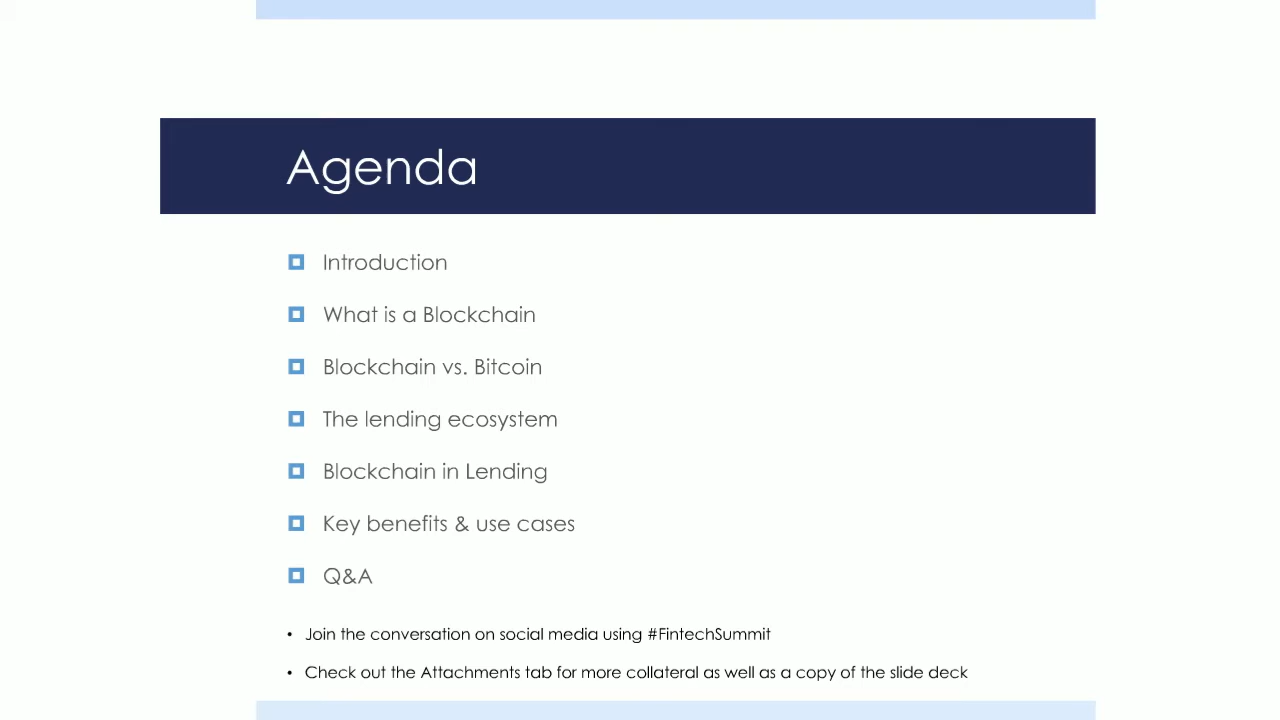 Agenda
Introduction
What is a Blockchain
Blockchain vs. Bitcoin
The lending ecosystem
Blockchain in Lending
Key benefits & use cases
Q&A
• Join the conversation on social media using #FintechSummit
• Check out the Attachments tab for more collateral as well as a copy of the slide deck